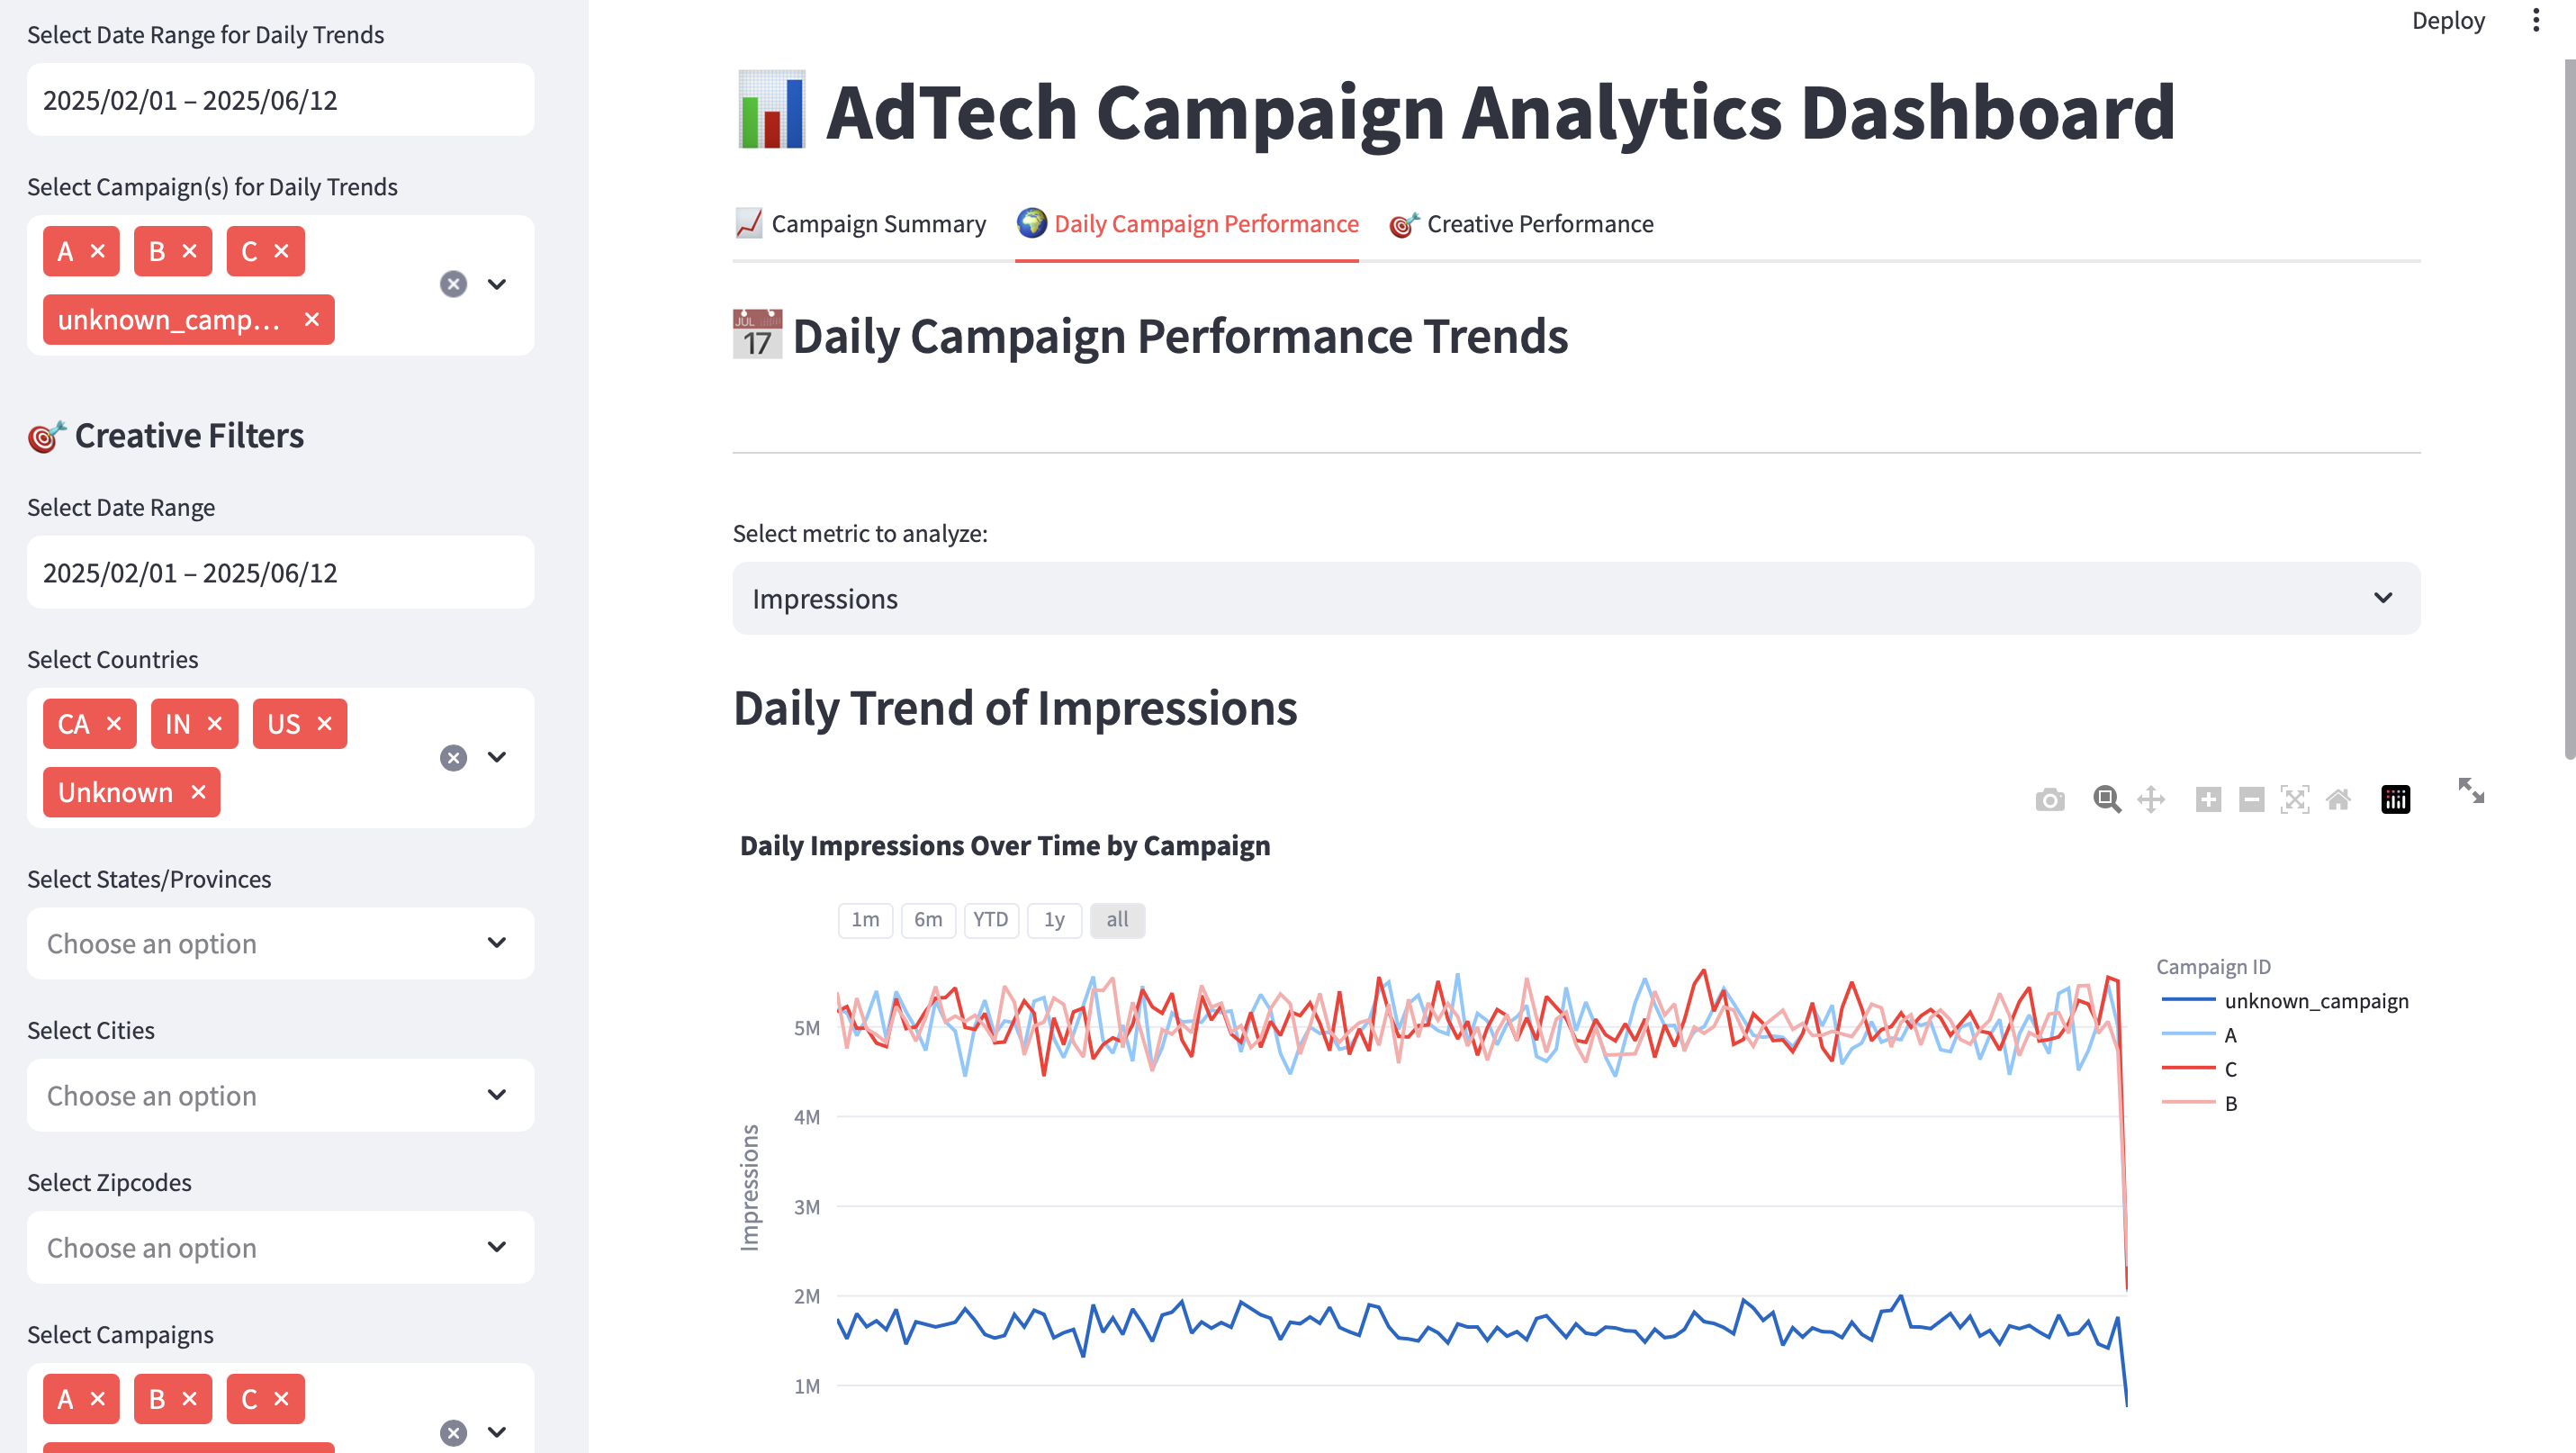 Select Date Range for Daily Trends
2025/02/01 – 2025/06/12
Select Campaign(s) for Daily Trends
A
B
C
unknown_camp...
Creative Filters
Select Date Range
2025/02/01 – 2025/06/12
Select Countries
CA
IN
US
Unknown
Select States/Provinces
Choose an option
Select Cities
Choose an option
Select Zipcodes
Choose an option
Select Campaigns
A
B
C
Deploy
AdTech Campaign Analytics Dashboard
Campaign Summary
Daily Campaign Performance
Creative Performance
JUL
17
Daily Campaign Performance Trends
Select metric to analyze:
Impressions
Daily Trend of Impressions
Daily Impressions Over Time by Campaign
1m
6m
YTD
1y
all
5M
4M
3M
2M
1M
Impressions
Campaign ID
unknown_campaign
A
C
B